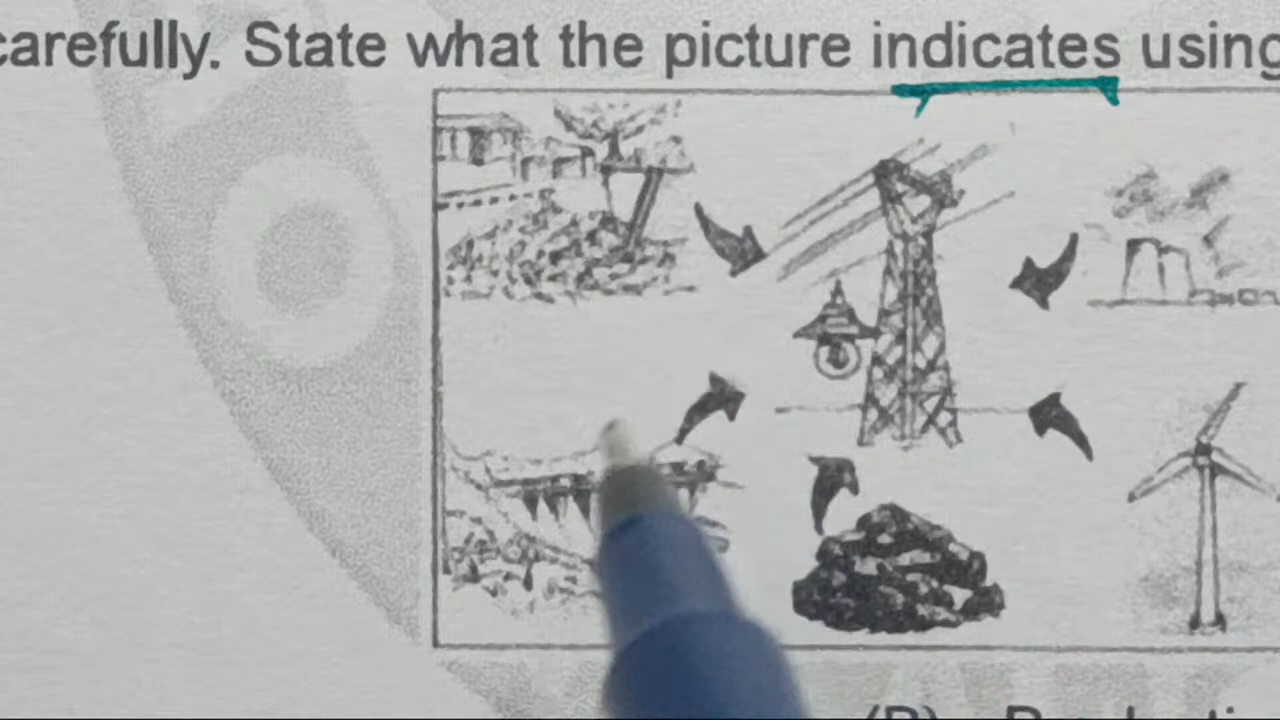 carefully. State what the picture indicates using
(B)